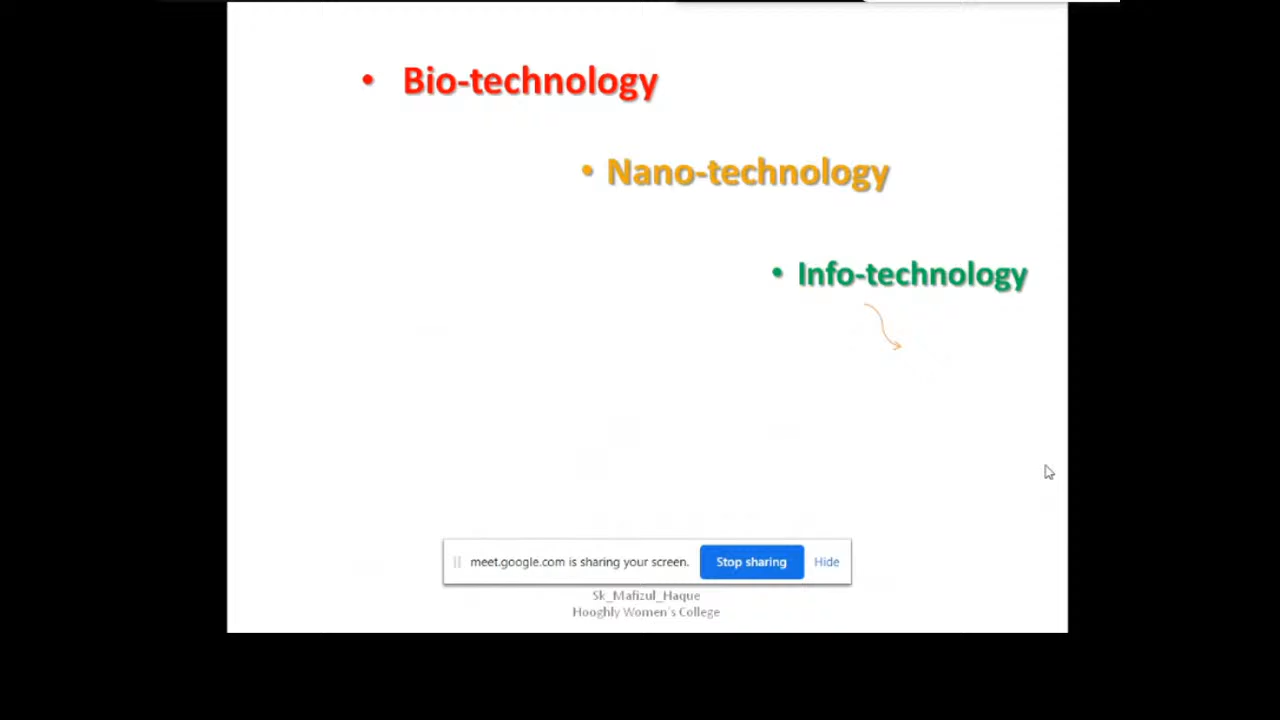 • Bio-technology
• Nano-technology
• Info-technology
meet.google.com is sharing your screen. Stop sharing Hide
Sk_Mafizul_Haque
Hooghly Women's College